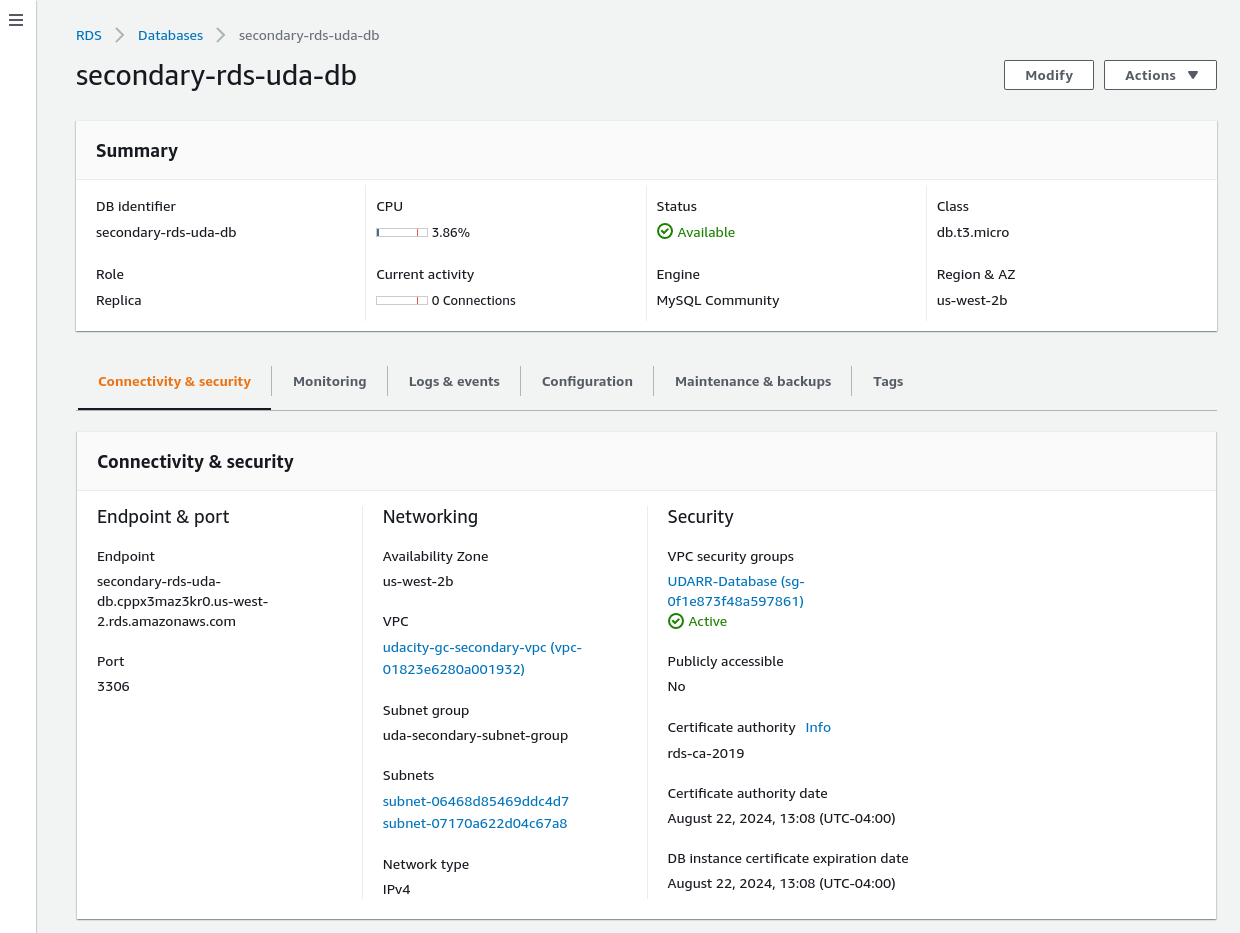 RDS > Databases > secondary-rds-uda-db
secondary-rds-uda-db
Modify
Actions ▼
Summary
DB identifier
secondary-rds-uda-db
CPU
3.86%
Status
Available
Class
db.t3.micro
Role
Replica
Current activity
0 Connections
Engine
MySQL Community
Region & AZ
us-west-2b
Connectivity & security
Monitoring
Logs & events
Configuration
Maintenance & backups
Tags
Connectivity & security
Endpoint & port
Endpoint
secondary-rds-uda-
db.cppx3maz3kr0.us-west-
2.rds.amazonaws.com
Port
3306
Networking
Availability Zone
us-west-2b
VPC
udacity-gc-secondary-vpc (vpc-
01823e6280a001932)
Subnet group
uda-secondary-subnet-group
Subnets
subnet-06468d85469ddc4d7
subnet-07170a622d04c67a8
Network type
IPv4
Security
VPC security groups
UDARR-Database (sg-
0f1e873f48a597861)
Active
Publicly accessible
No
Certificate authority Info
rds-ca-2019
Certificate authority date
August 22, 2024, 13:08 (UTC-04:00)
DB instance certificate expiration date
August 22, 2024, 13:08 (UTC-04:00)